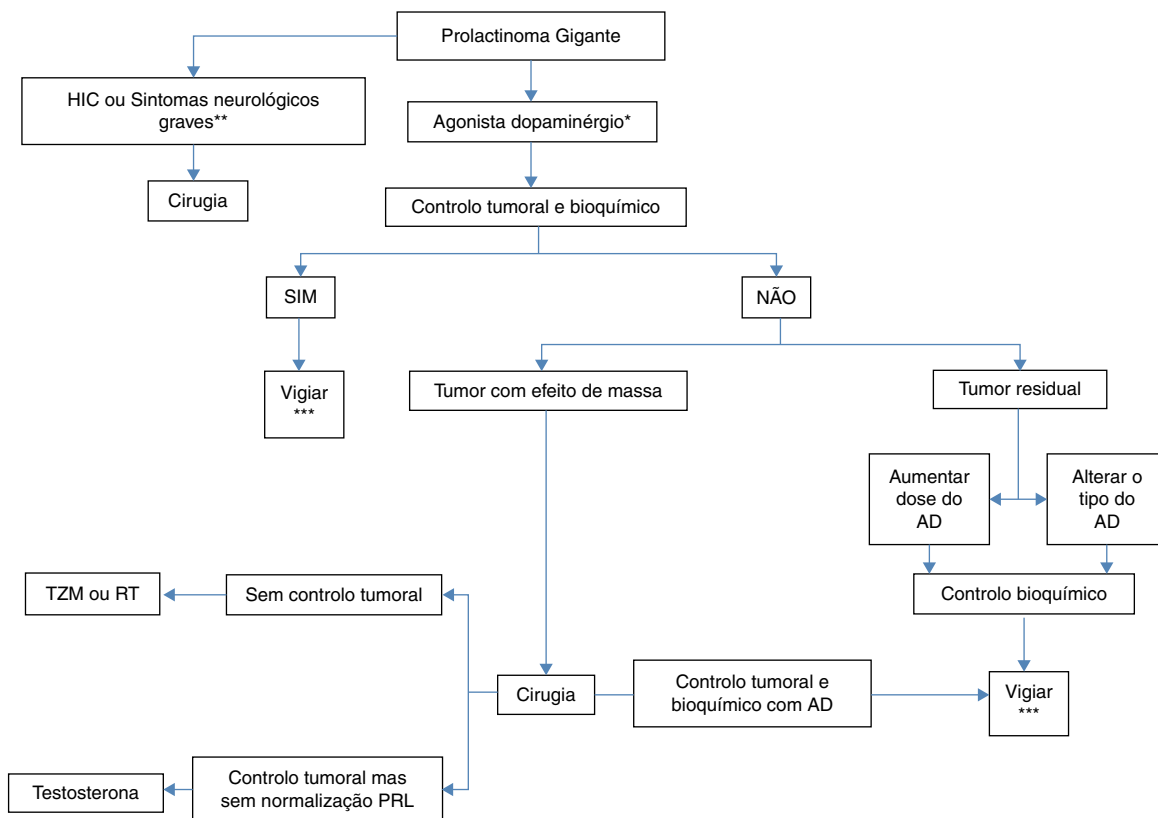 Prolactinoma Gigante
HIC ou Sintomas neurológicos
graves**
Agonista dopaminérgio*
Cirugia
Controlo tumoral e bioquímico
SIM
NÃO
Vigiar
***
Tumor com efeito de massa
Tumor residual
Aumentar
dose do
AD
Alterar o
tipo do
AD
TZM ou RT
Sem controlo tumoral
Controlo bioquímico
Cirugia
Controlo tumoral e
bioquímico com AD
Vigiar
***
Testosterona
Controlo tumoral mas
sem normalização PRL